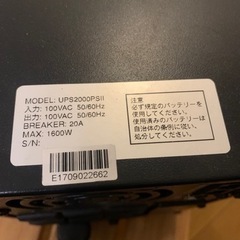 MODEL: UPS2000PSII
入力: 100VAC 50/60Hz
出力: 100VAC 50/60Hz
BREAKER: 20A
MAX: 1600W
S/N:
E1709022662
【注意】
必ず規定のバッテリーを
使用してください。
使用済みのバッテリーは
自治体の条例に従い、
処分してください。